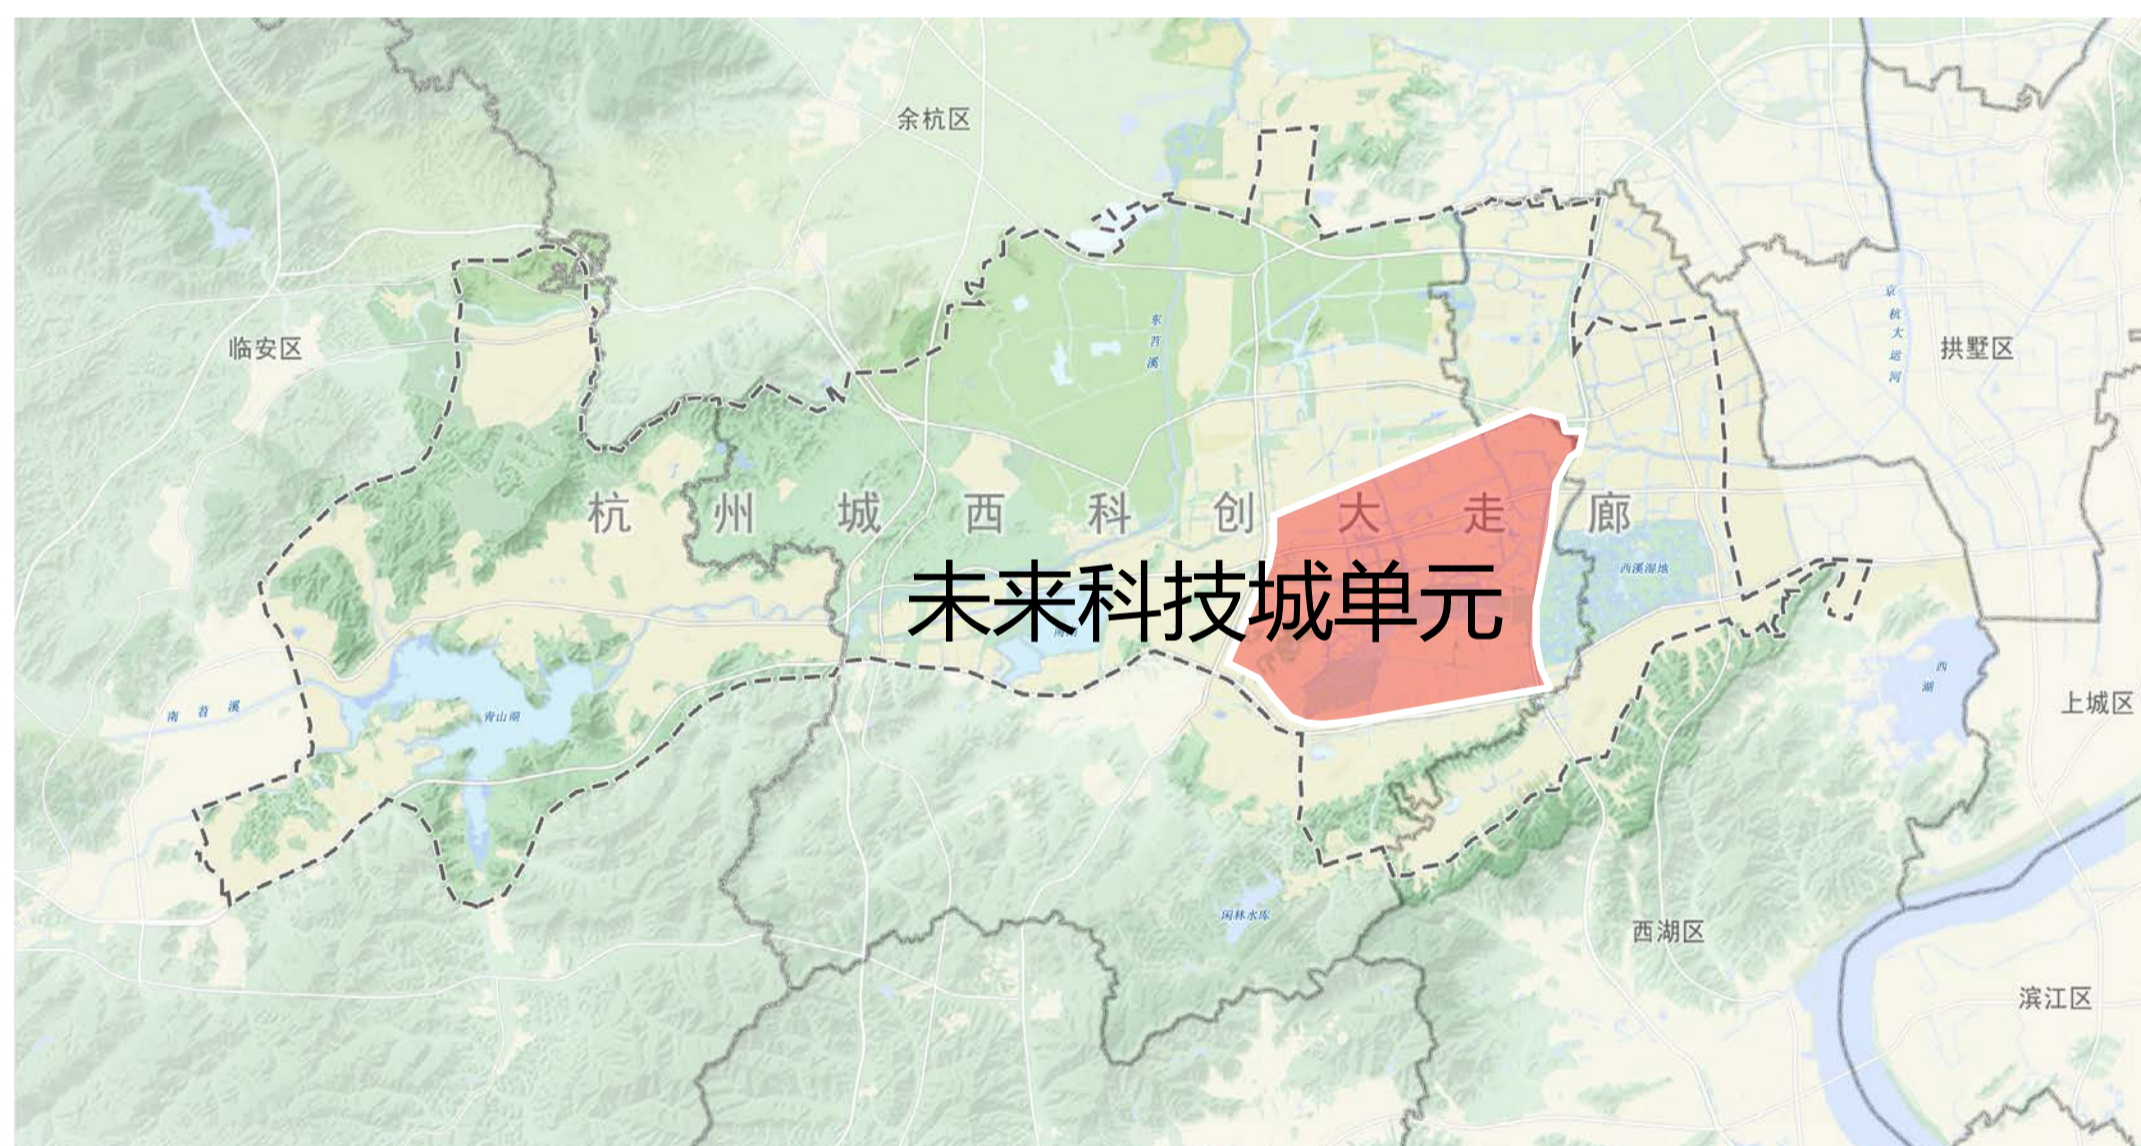 余杭区
东苕溪
京杭大运河
临安区
拱墅区
杭州城西科创大走廊
西溪湿地
未来科技城单元
南湖
西湖
上城区
南苕溪
青山湖
闲林水库
西湖区
滨江区